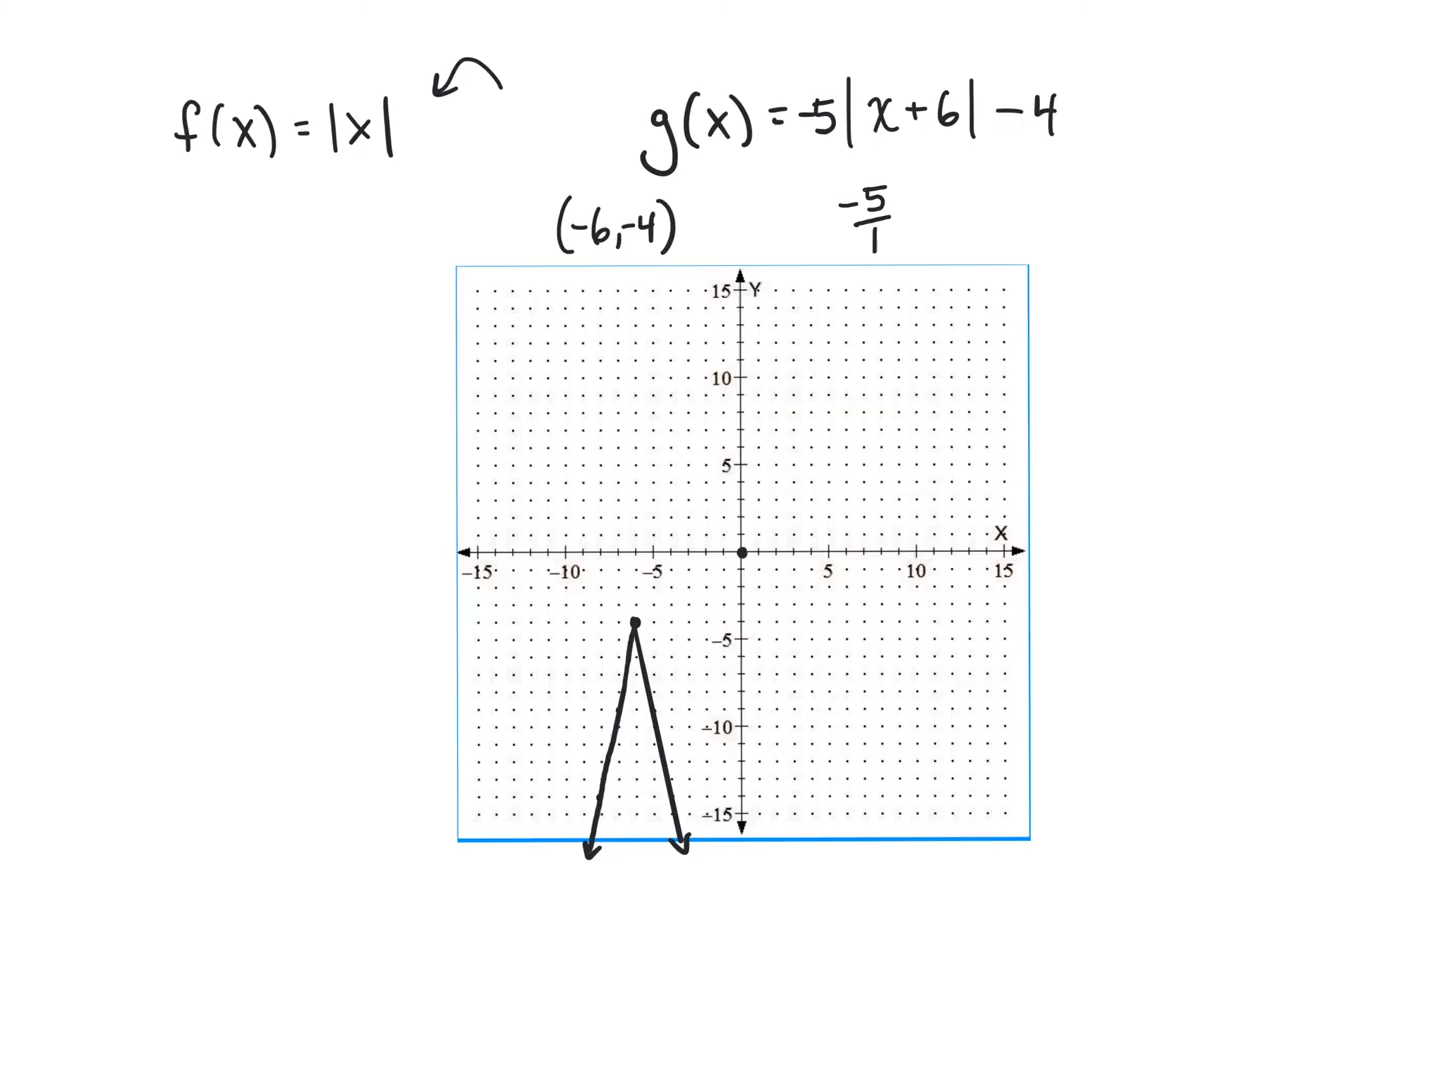 f(x) = |x|
g(x) = -5|x+6| - 4
(-6,-4)
-5
1
15 Y
10
5
X
-15 -10 -5 5 10 15
-5
-10
-15